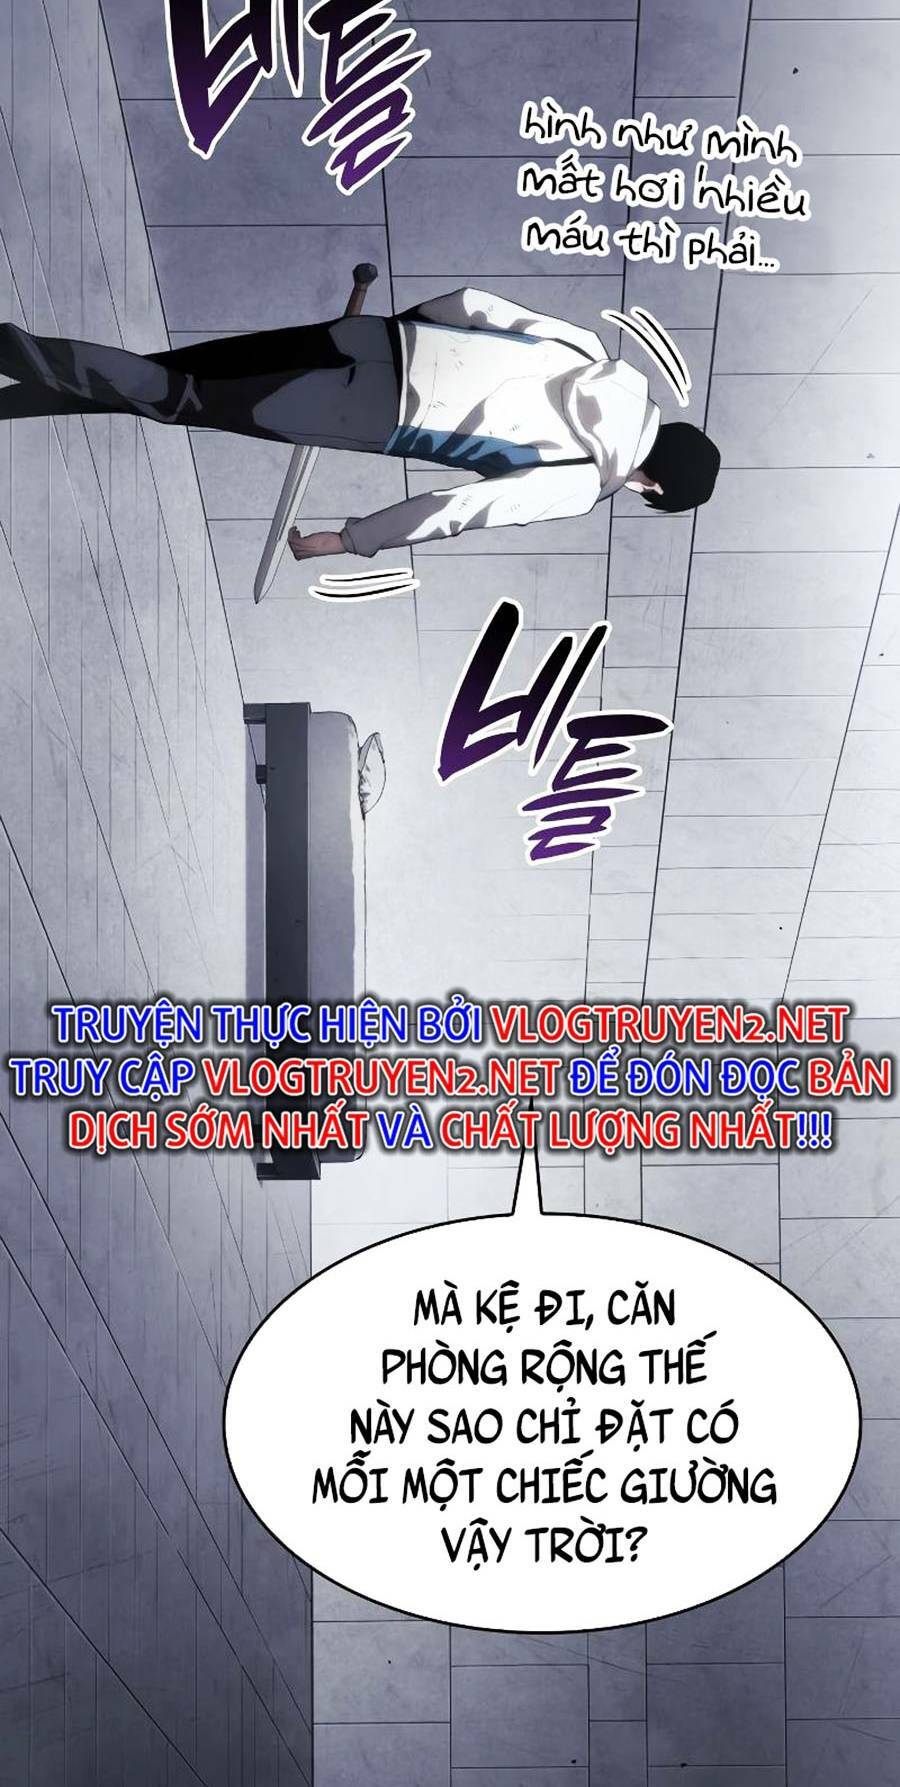 비틀
hình như mình
mất hơi nhiều
máu thì phải...
비틀
TRUYỆN THỰC HIỆN BỞI VLOGTRUYEN2.NET
TRUY CẬP VLOGTRUYEN2.NET ĐỂ ĐÓN ĐỌC BẢN
DỊCH SỚM NHẤT VÀ CHẤT LƯỢNG NHẤT!!!
MÀ KỆ ĐI, CĂN
PHÒNG RỘNG THẾ
NÀY SAO CHỈ ĐẶT CÓ
MỖI MỘT CHIẾC GIƯỜNG
VẬY TRỜI?